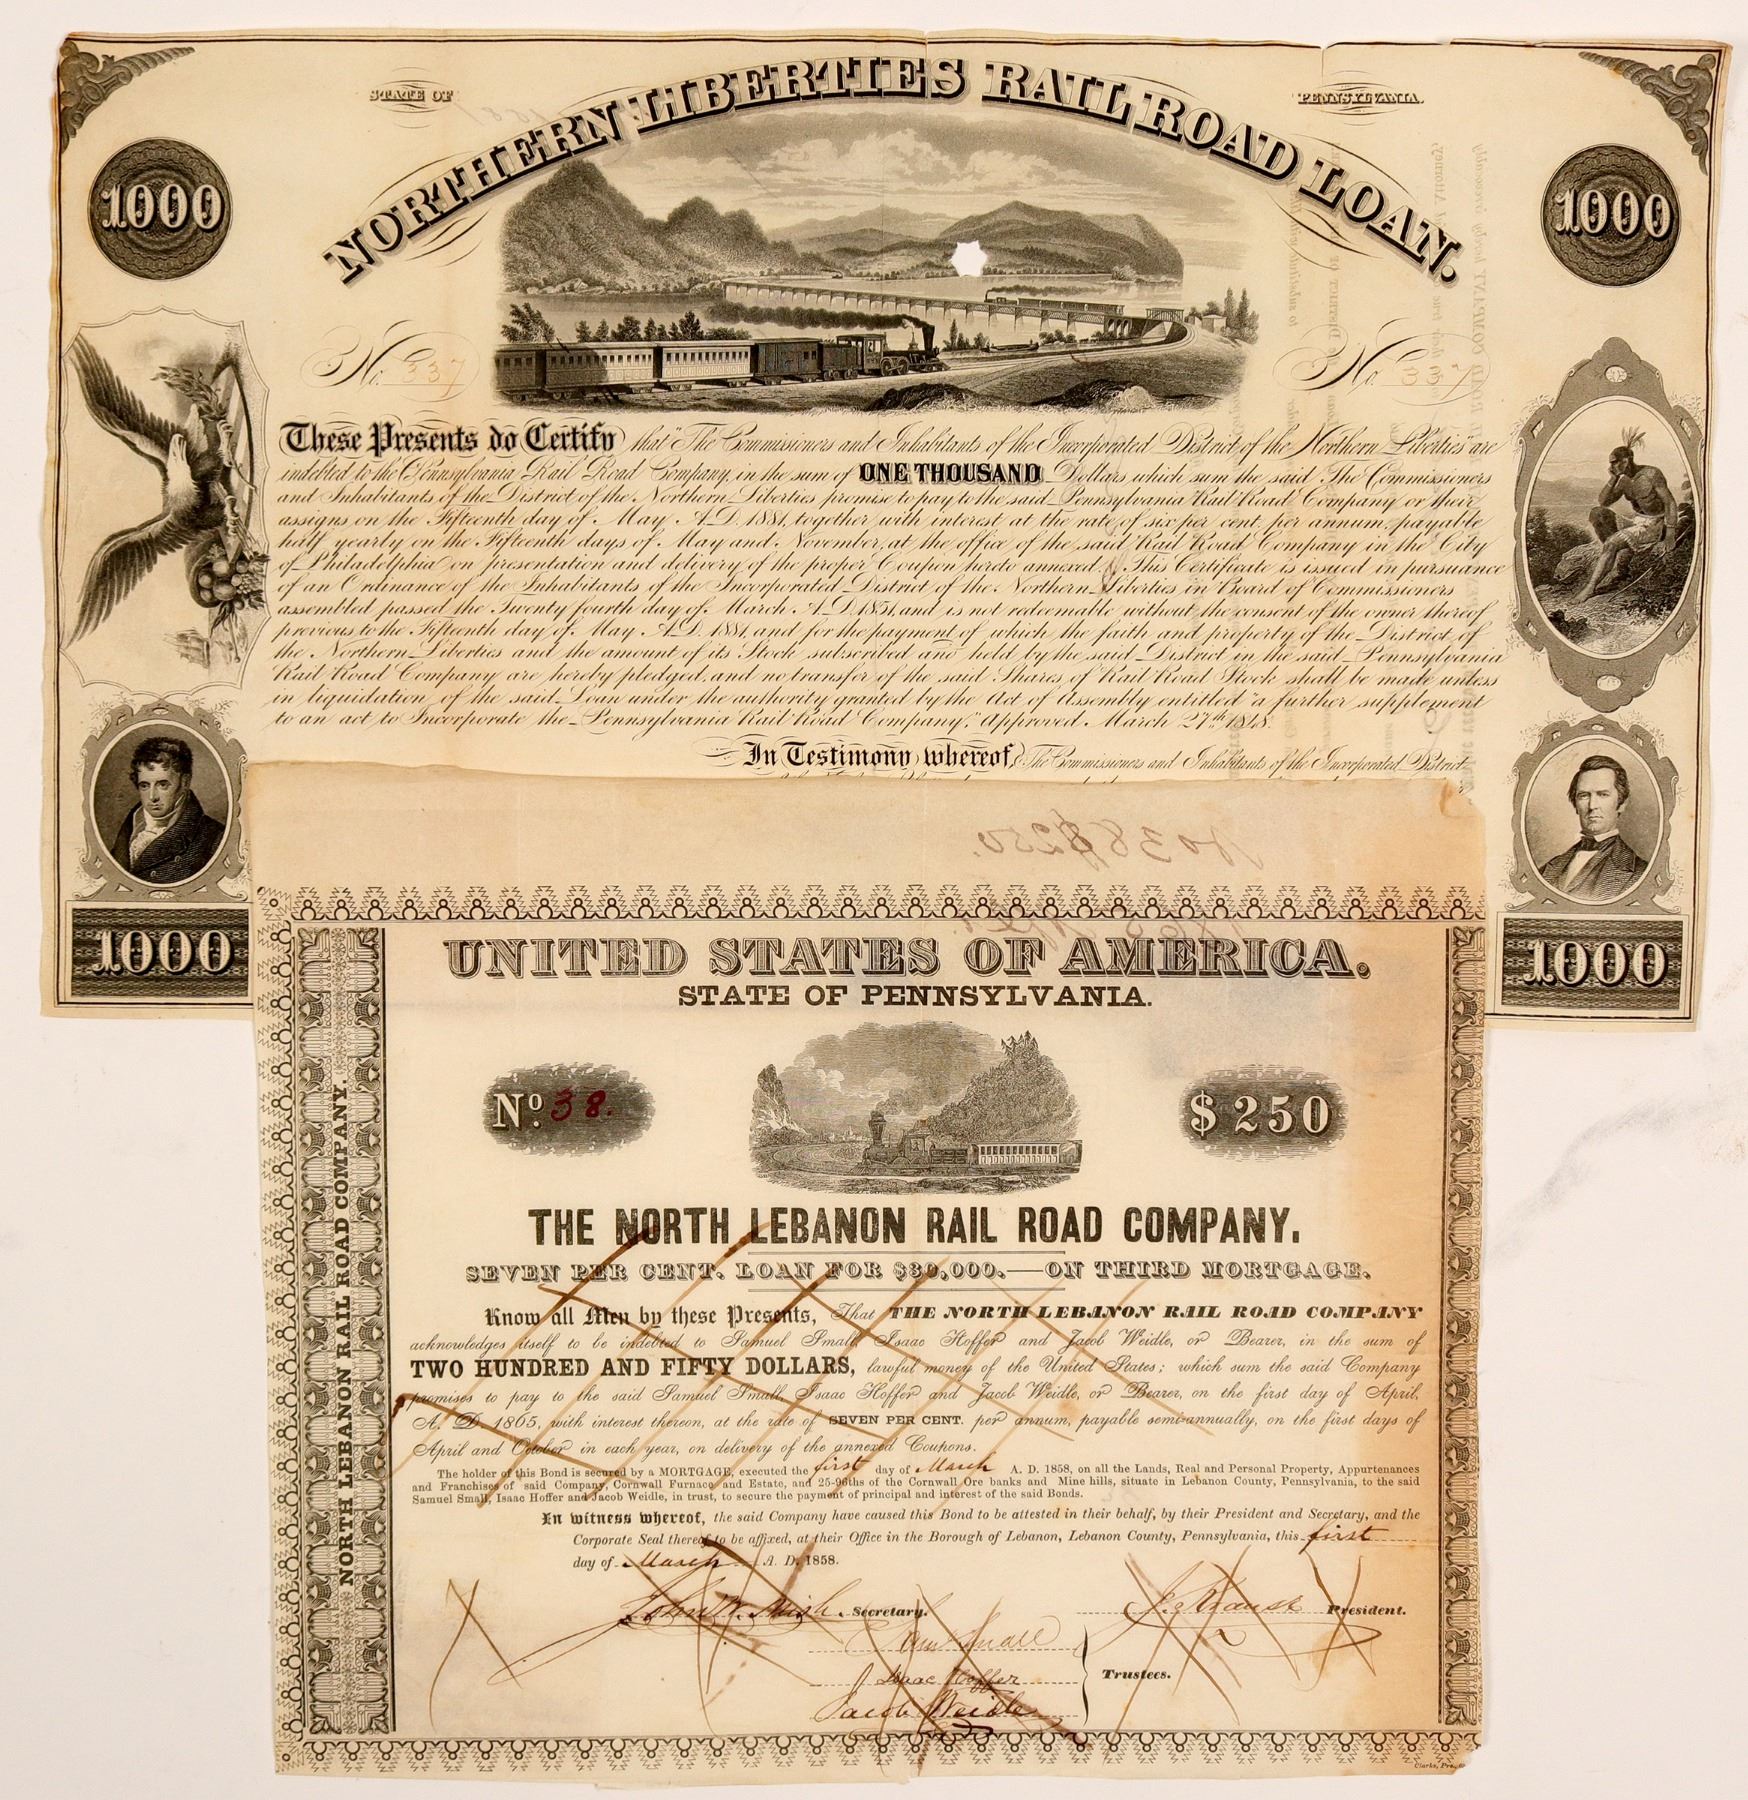 STATE OF
PENNSYLVANIA.
NORTHERN LIBERTIES RAIL ROAD LOAN.
1000
1000
No. 337
No. 337
These Presents do Certify that "The Commissioners and Inhabitants of the Incorporated District of the Northern Liberties" are
indebted to the Pennsylvania Rail Road Company, in the sum of ONE THOUSAND Dollars which sum the said The Commissioners
and Inhabitants of the District of the Northern Liberties promise to pay to the said Pennsylvania Rail Road Company or their
assigns on the Fifteenth day of May A.D. 1881, together with interest at the rate of six per cent. per annum, payable
half yearly on the Fifteenth days of May and November, at the office of the said Rail Road Company in the City
of Philadelphia on presentation and delivery of the proper Coupon hereto annexed. This Certificate is issued in pursuance
of an Ordinance of the Inhabitants of the Incorporated District of the Northern Liberties in Board of Commissioners
assembled passed the Twenty fourth day of March A.D. 1851, and is not redeemable without the consent of the owner thereof
previous to the Fifteenth day of May A.D. 1881, and for the payment of which the faith and property of the District of
the Northern Liberties and the amount of its Stock subscribed and held by the said District in the said Pennsylvania
Rail Road Company are hereby pledged, and no transfer of the said Shares of Rail Road Stock shall be made unless
in liquidation of the said Loan under the authority granted by the Act of Assembly entitled "a further supplement
to an act to Incorporate the Pennsylvania Rail Road Company," Approved March 27th 1848.
In Testimony whereof, The Commissioners and Inhabitants of the Incorporated District
1000
1000
No 38 $250.
UNITED STATES OF AMERICA.
STATE OF PENNSYLVANIA.
No. 38.
$250
NORTH LEBANON RAIL ROAD COMPANY.
THE NORTH LEBANON RAIL ROAD COMPANY.
SEVEN PER CENT. LOAN FOR $30,000.—ON THIRD MORTGAGE.
Know all Men by these Presents, That THE NORTH LEBANON RAIL ROAD COMPANY
acknowledges itself to be indebted to Samuel Small, Isaac Hoffer and Jacob Weidle, or Bearer, in the sum of
TWO HUNDRED AND FIFTY DOLLARS, lawful money of the United States; which sum the said Company
promises to pay to the said Samuel Small, Isaac Hoffer and Jacob Weidle, or Bearer, on the first day of April,
A. D. 1865, with interest thereon, at the rate of SEVEN PER CENT. per annum, payable semi-annually, on the first days of
April and October in each year, on delivery of the annexed Coupons.
The holder of this Bond is secured by a MORTGAGE, executed the first day of March A. D. 1858, on all the Lands, Real and Personal Property, Appurtenances
and Franchises of said Company, Cornwall Furnace and Estate, and 25-96ths of the Cornwall Ore banks and Mine hills, situate in Lebanon County, Pennsylvania, to the said
Samuel Small, Isaac Hoffer and Jacob Weidle, in trust, to secure the payment of principal and interest of the said Bonds.
In witness whereof, the said Company have caused this Bond to be attested in their behalf, by their President and Secretary, and the
Corporate Seal thereof to be affixed, at their Office in the Borough of Lebanon, Lebanon County, Pennsylvania, this first
day of March A. D. 1858.
John W. Mish. Secretary.
J. Krause President.
Saml Small
Isaac Hoffer
Jacob Weidle
Trustees.